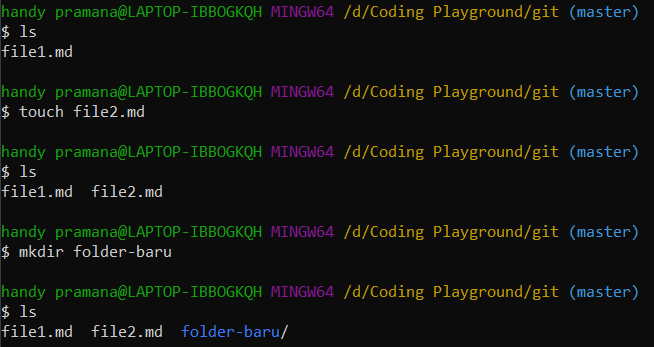 handy pramana@LAPTOP-IBBOGKQH MINGW64 /d/Coding Playground/git (master)
$ ls
file1.md
handy pramana@LAPTOP-IBBOGKQH MINGW64 /d/Coding Playground/git (master)
$ touch file2.md
handy pramana@LAPTOP-IBBOGKQH MINGW64 /d/Coding Playground/git (master)
$ ls
file1.md  file2.md
handy pramana@LAPTOP-IBBOGKQH MINGW64 /d/Coding Playground/git (master)
$ mkdir folder-baru
handy pramana@LAPTOP-IBBOGKQH MINGW64 /d/Coding Playground/git (master)
$ ls
file1.md  file2.md  folder-baru/